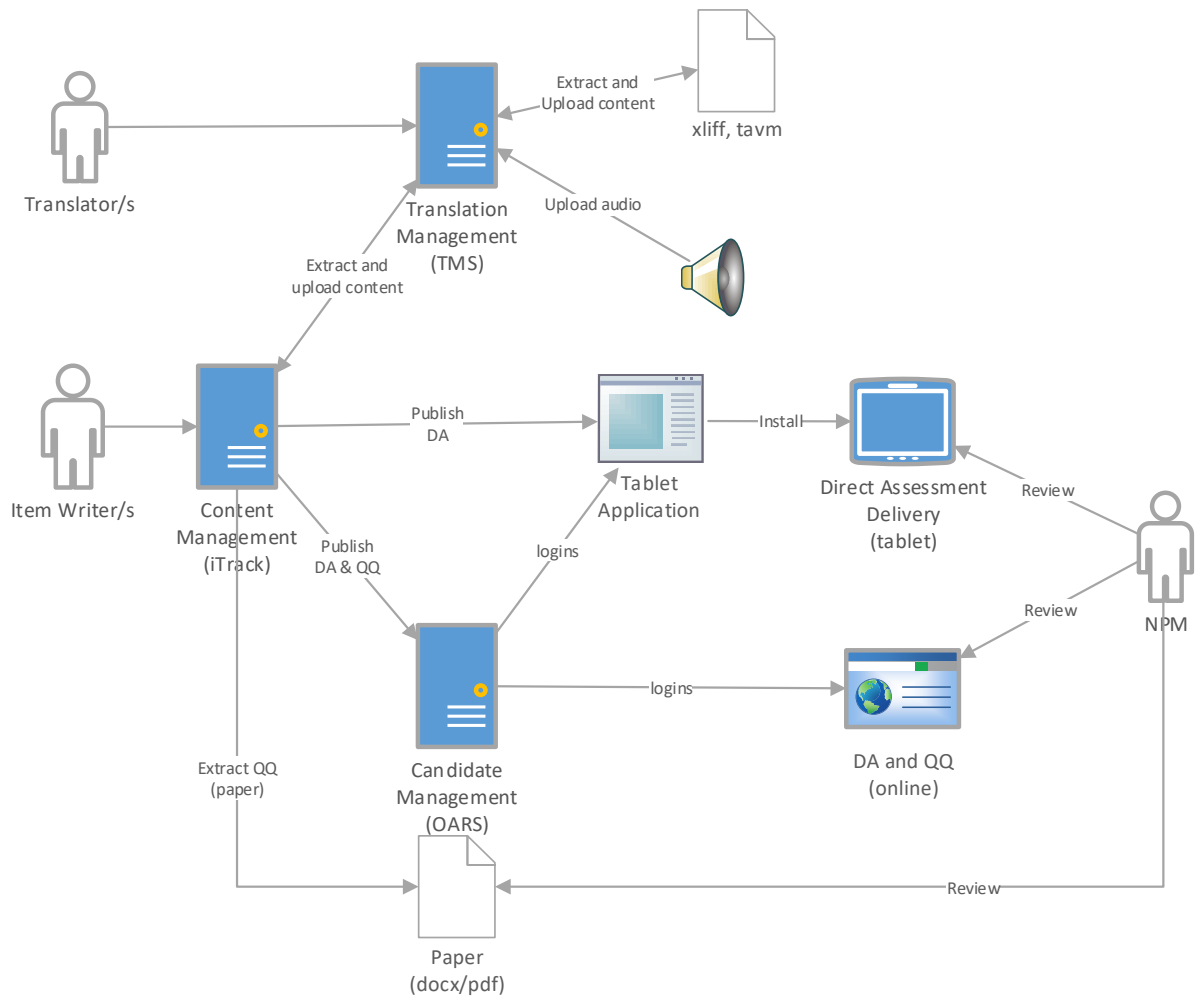 Extract and
Upload content
xliff, tavm
Translator/s
Upload audio
Translation
Management
(TMS)
Extract and
upload content
Publish
DA
Install
Item Writer/s
Content
Management
(iTrack)
Tablet
Application
Direct Assessment
Delivery
(tablet)
Review
Publish
DA & QQ
logins
Review
NPM
logins
Extract QQ
(paper)
Candidate
Management
(OARS)
DA and QQ
(online)
Review
Paper
(docx/pdf)